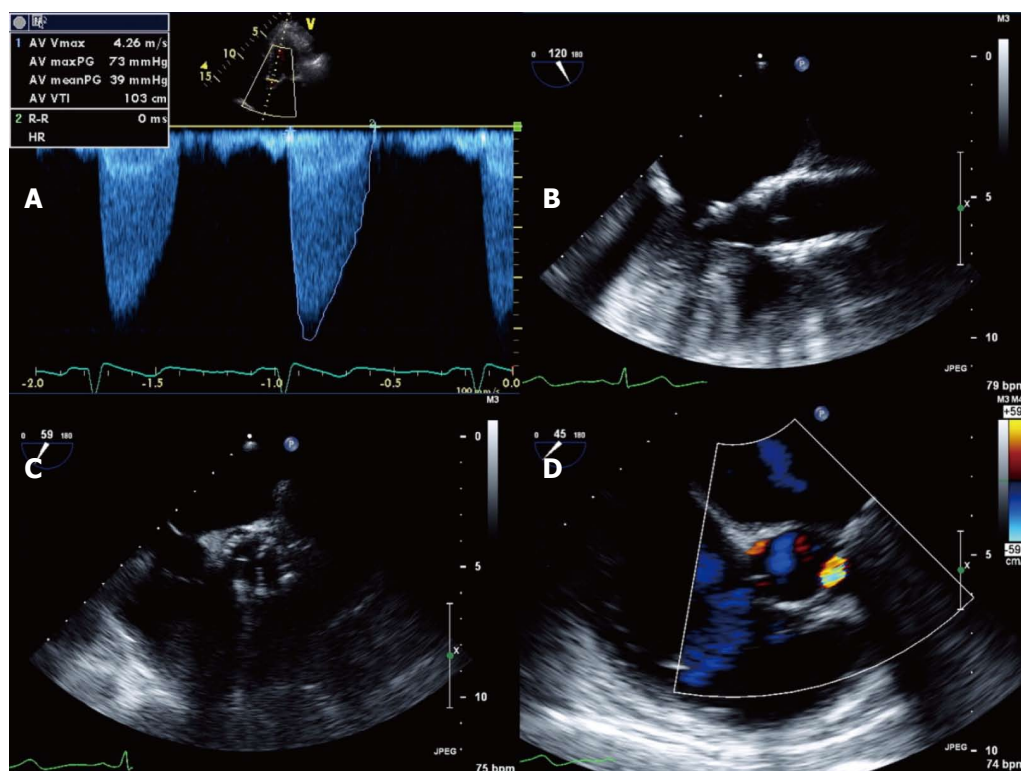 V
1 AV Vmax 4.26 m/s
AV maxPG 73 mmHg
AV meanPG 39 mmHg
AV VTI 103 cm
2 R-R 0 ms
HR
5
10
15
2
A
-2.0 -1.5 -1.0 -0.5 0.0
M3
0 120 180
P
0
B
X
5
10
JPEG
79 bpm
M3
0 59 180
P
0
C
5
X
10
JPEG
75 bpm
M3 M4
+59
0 45 180
P
D
5
X
-59
cm/
10
JPEG
74 bpm